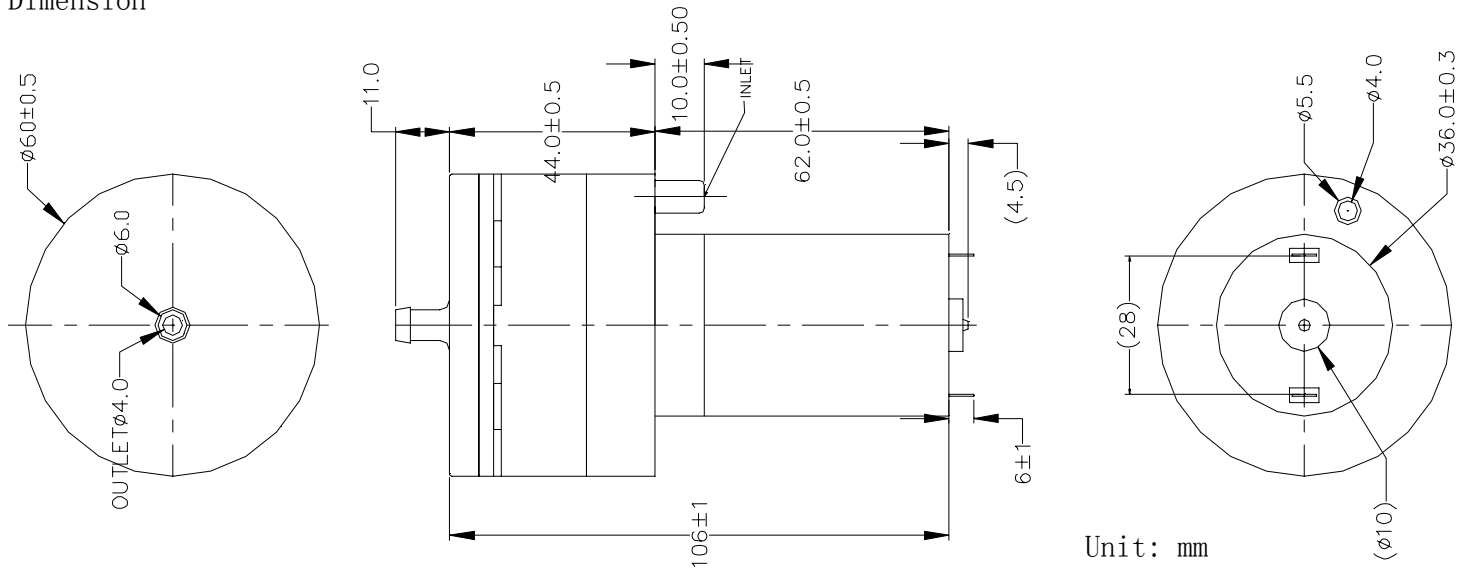 Dimension
ø60±0.5
ø6.0
OUTLETø4.0
11.0
44.0±0.5
10.0±0.50
INLET
62.0±0.5
(4.5)
6±1
106±1
ø5.5
ø4.0
ø36.0±0.3
(28)
(ø10)
Unit: mm